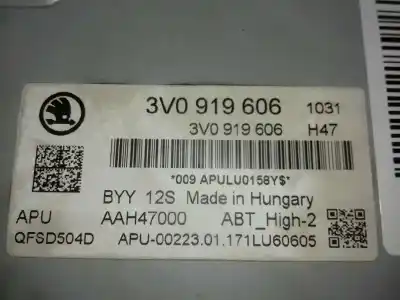 3V0 919 606 1031
3V0 919 606 H47
*009 APULU0158Y$*
BYY 12S Made in Hungary
APU AAH47000 ABT_High-2
QFSD504D APU-00223.01.171LU60605